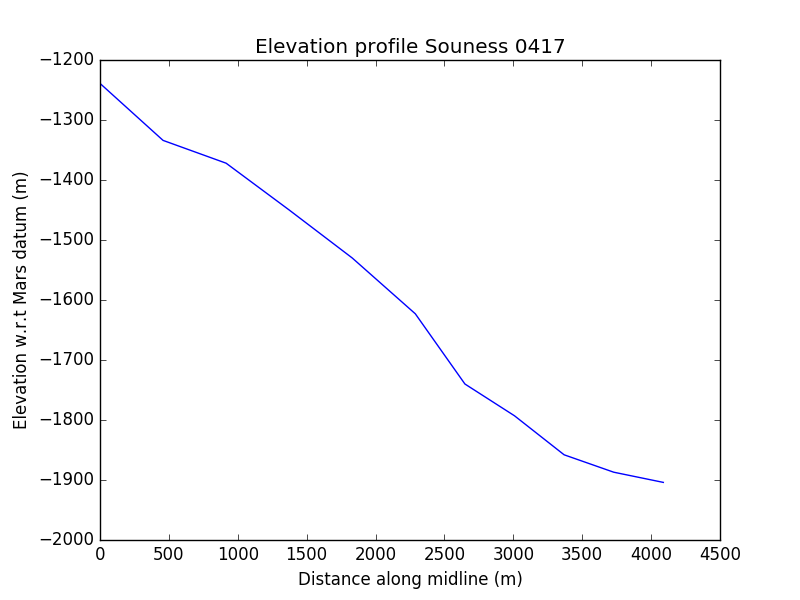 Elevation profile Souness 0417
−1200
−1300
−1400
−1500
−1600
−1700
−1800
−1900
−2000
Elevation w.r.t Mars datum (m)
0 500 1000 1500 2000 2500 3000 3500 4000 4500
Distance along midline (m)